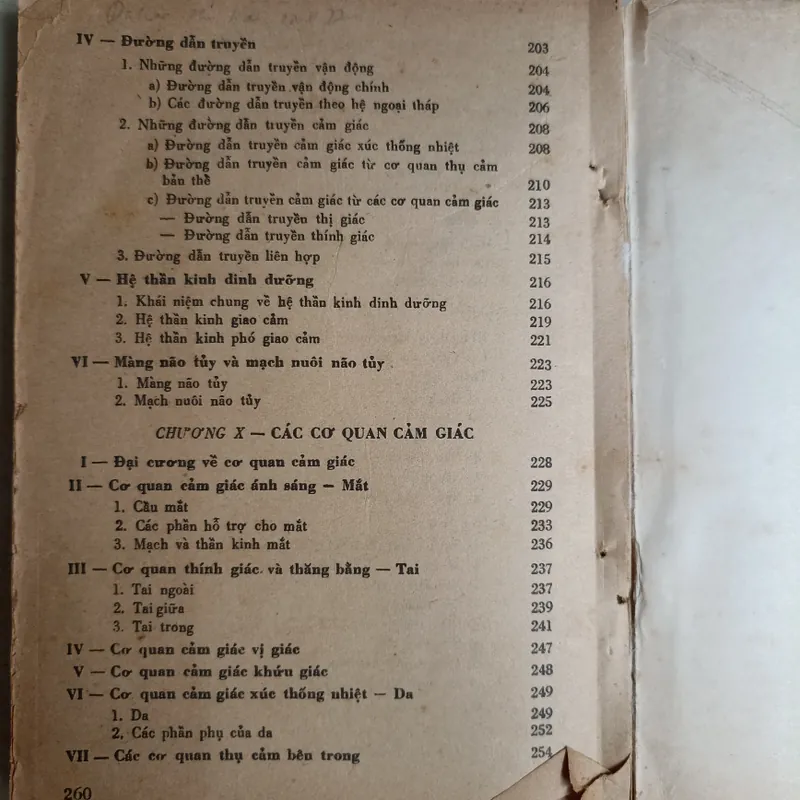 IV — Đường dẫn truyền 203
1. Những đường dẫn truyền vận động 204
a) Đường dẫn truyền vận động chính 204
b) Các đường dẫn truyền theo hệ ngoại tháp 206
2. Những đường dẫn truyền cảm giác 208
a) Đường dẫn truyền cảm giác xúc thống nhiệt 208
b) Đường dẫn truyền cảm giác từ cơ quan thụ cảm
bản thể 210
c) Đường dẫn truyền cảm giác từ các cơ quan cảm giác 213
— Đường dẫn truyền thị giác 213
— Đường dẫn truyền thính giác 214
3. Đường dẫn truyền liên hợp 215
V — Hệ thần kinh dinh dưỡng 216
1. Khái niệm chung về hệ thần kinh dinh dưỡng 216
2. Hệ thần kinh giao cảm 219
3. Hệ thần kinh phó giao cảm 221
VI — Màng não tủy và mạch nuôi não tủy 223
1. Màng não tủy 223
2. Mạch nuôi não tủy 225
CHƯƠNG X — CÁC CƠ QUAN CẢM GIÁC
I — Đại cương về cơ quan cảm giác 228
II — Cơ quan cảm giác ánh sáng — Mắt 229
1. Cầu mắt 229
2. Các phần hỗ trợ cho mắt 233
3. Mạch và thần kinh mắt 236
III — Cơ quan thính giác và thăng bằng — Tai 237
1. Tai ngoài 237
2. Tai giữa 239
3. Tai trong 241
IV — Cơ quan cảm giác vị giác 247
V — Cơ quan cảm giác khứu giác 248
VI — Cơ quan cảm giác xúc thống nhiệt — Da 249
1. Da 249
2. Các phần phụ của da 252
VII — Các cơ quan thụ cảm bên trong 254
260